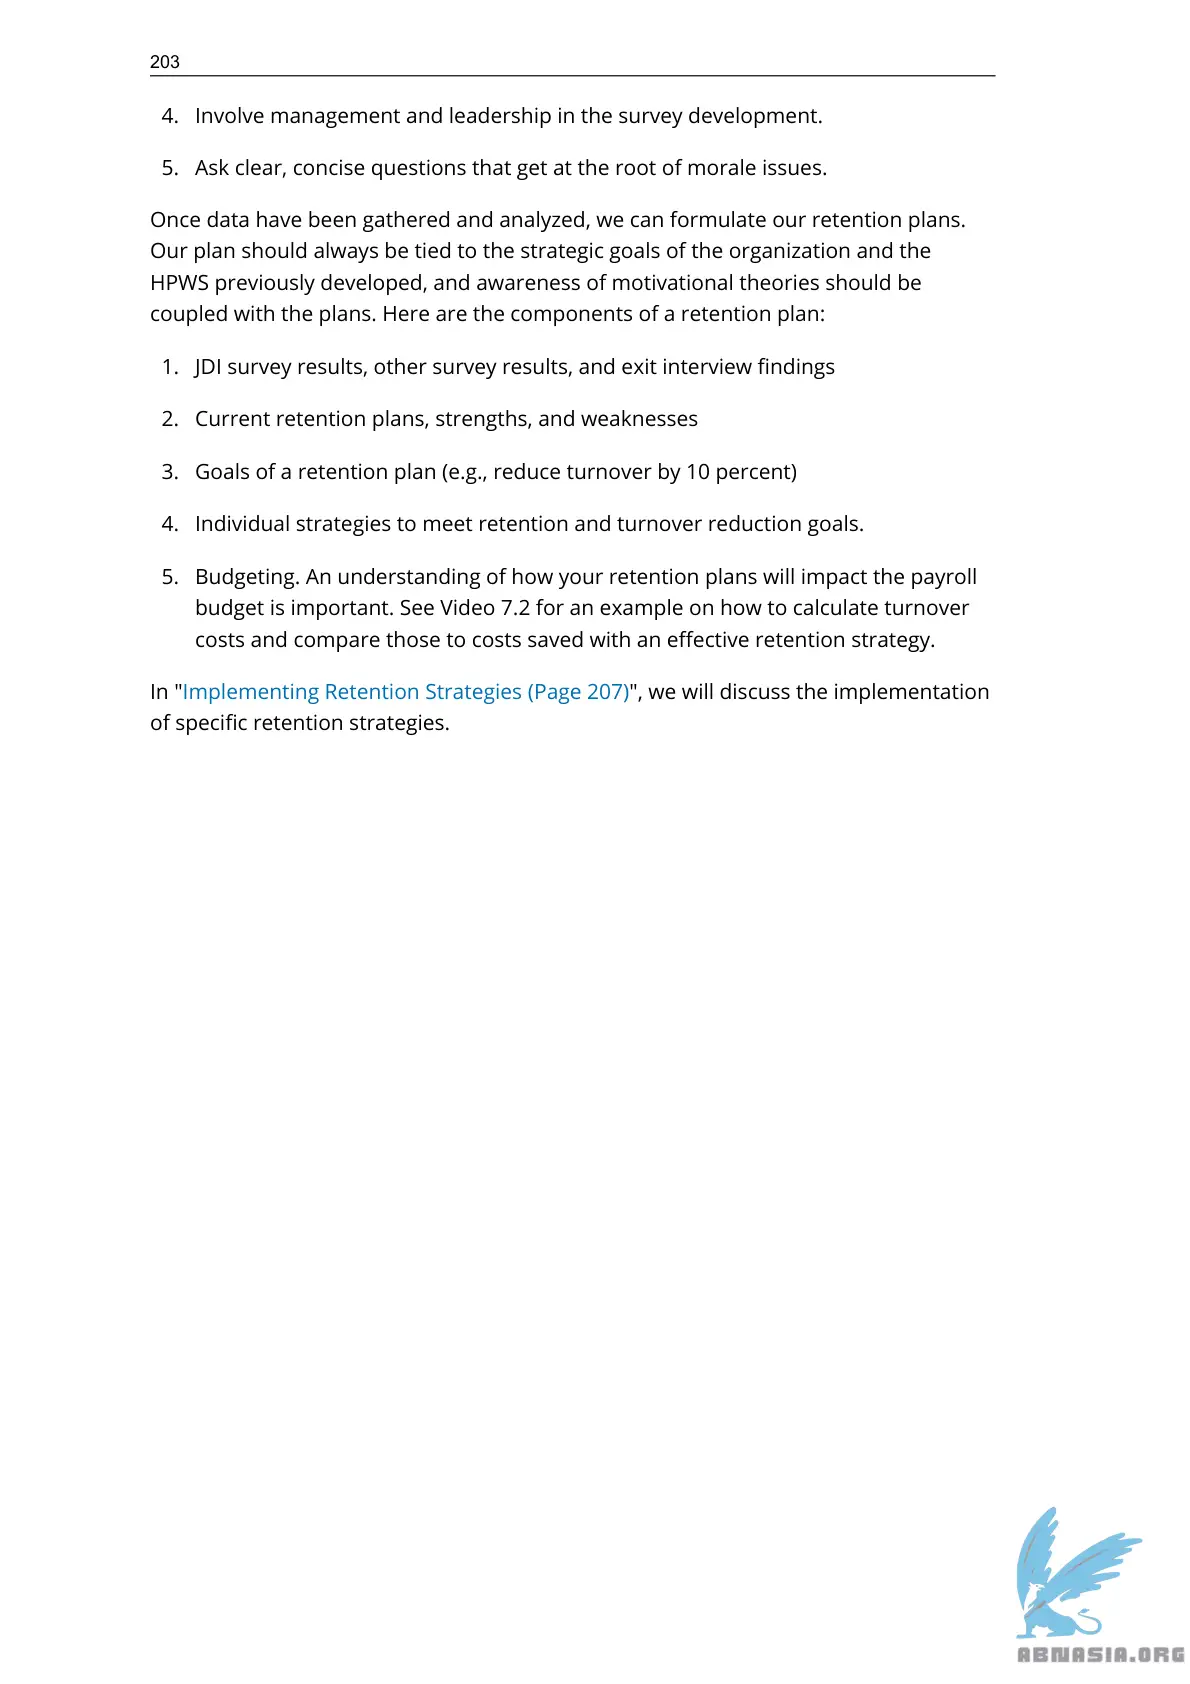 203
4. Involve management and leadership in the survey development.
5. Ask clear, concise questions that get at the root of morale issues.
Once data have been gathered and analyzed, we can formulate our retention plans.
Our plan should always be tied to the strategic goals of the organization and the
HPWS previously developed, and awareness of motivational theories should be
coupled with the plans. Here are the components of a retention plan:
1. JDI survey results, other survey results, and exit interview findings
2. Current retention plans, strengths, and weaknesses
3. Goals of a retention plan (e.g., reduce turnover by 10 percent)
4. Individual strategies to meet retention and turnover reduction goals.
5. Budgeting. An understanding of how your retention plans will impact the payroll
budget is important. See Video 7.2 for an example on how to calculate turnover
costs and compare those to costs saved with an effective retention strategy.
In "Implementing Retention Strategies (Page 207)", we will discuss the implementation
of specific retention strategies.
ABNASIA.ORG